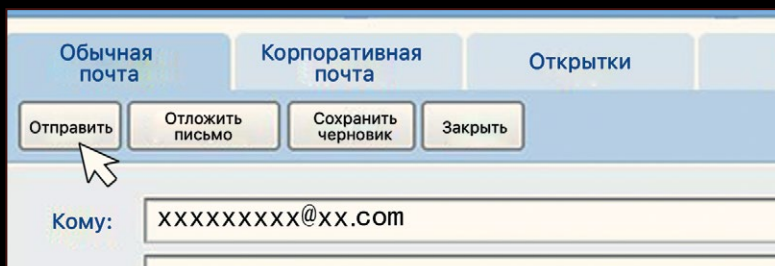 Обычная
почта
Корпоративная
почта
Открытки
Отправить
Отложить
письмо
Сохранить
черновик
Закрыть
Кому:
xxxxxxxxx@xx.com